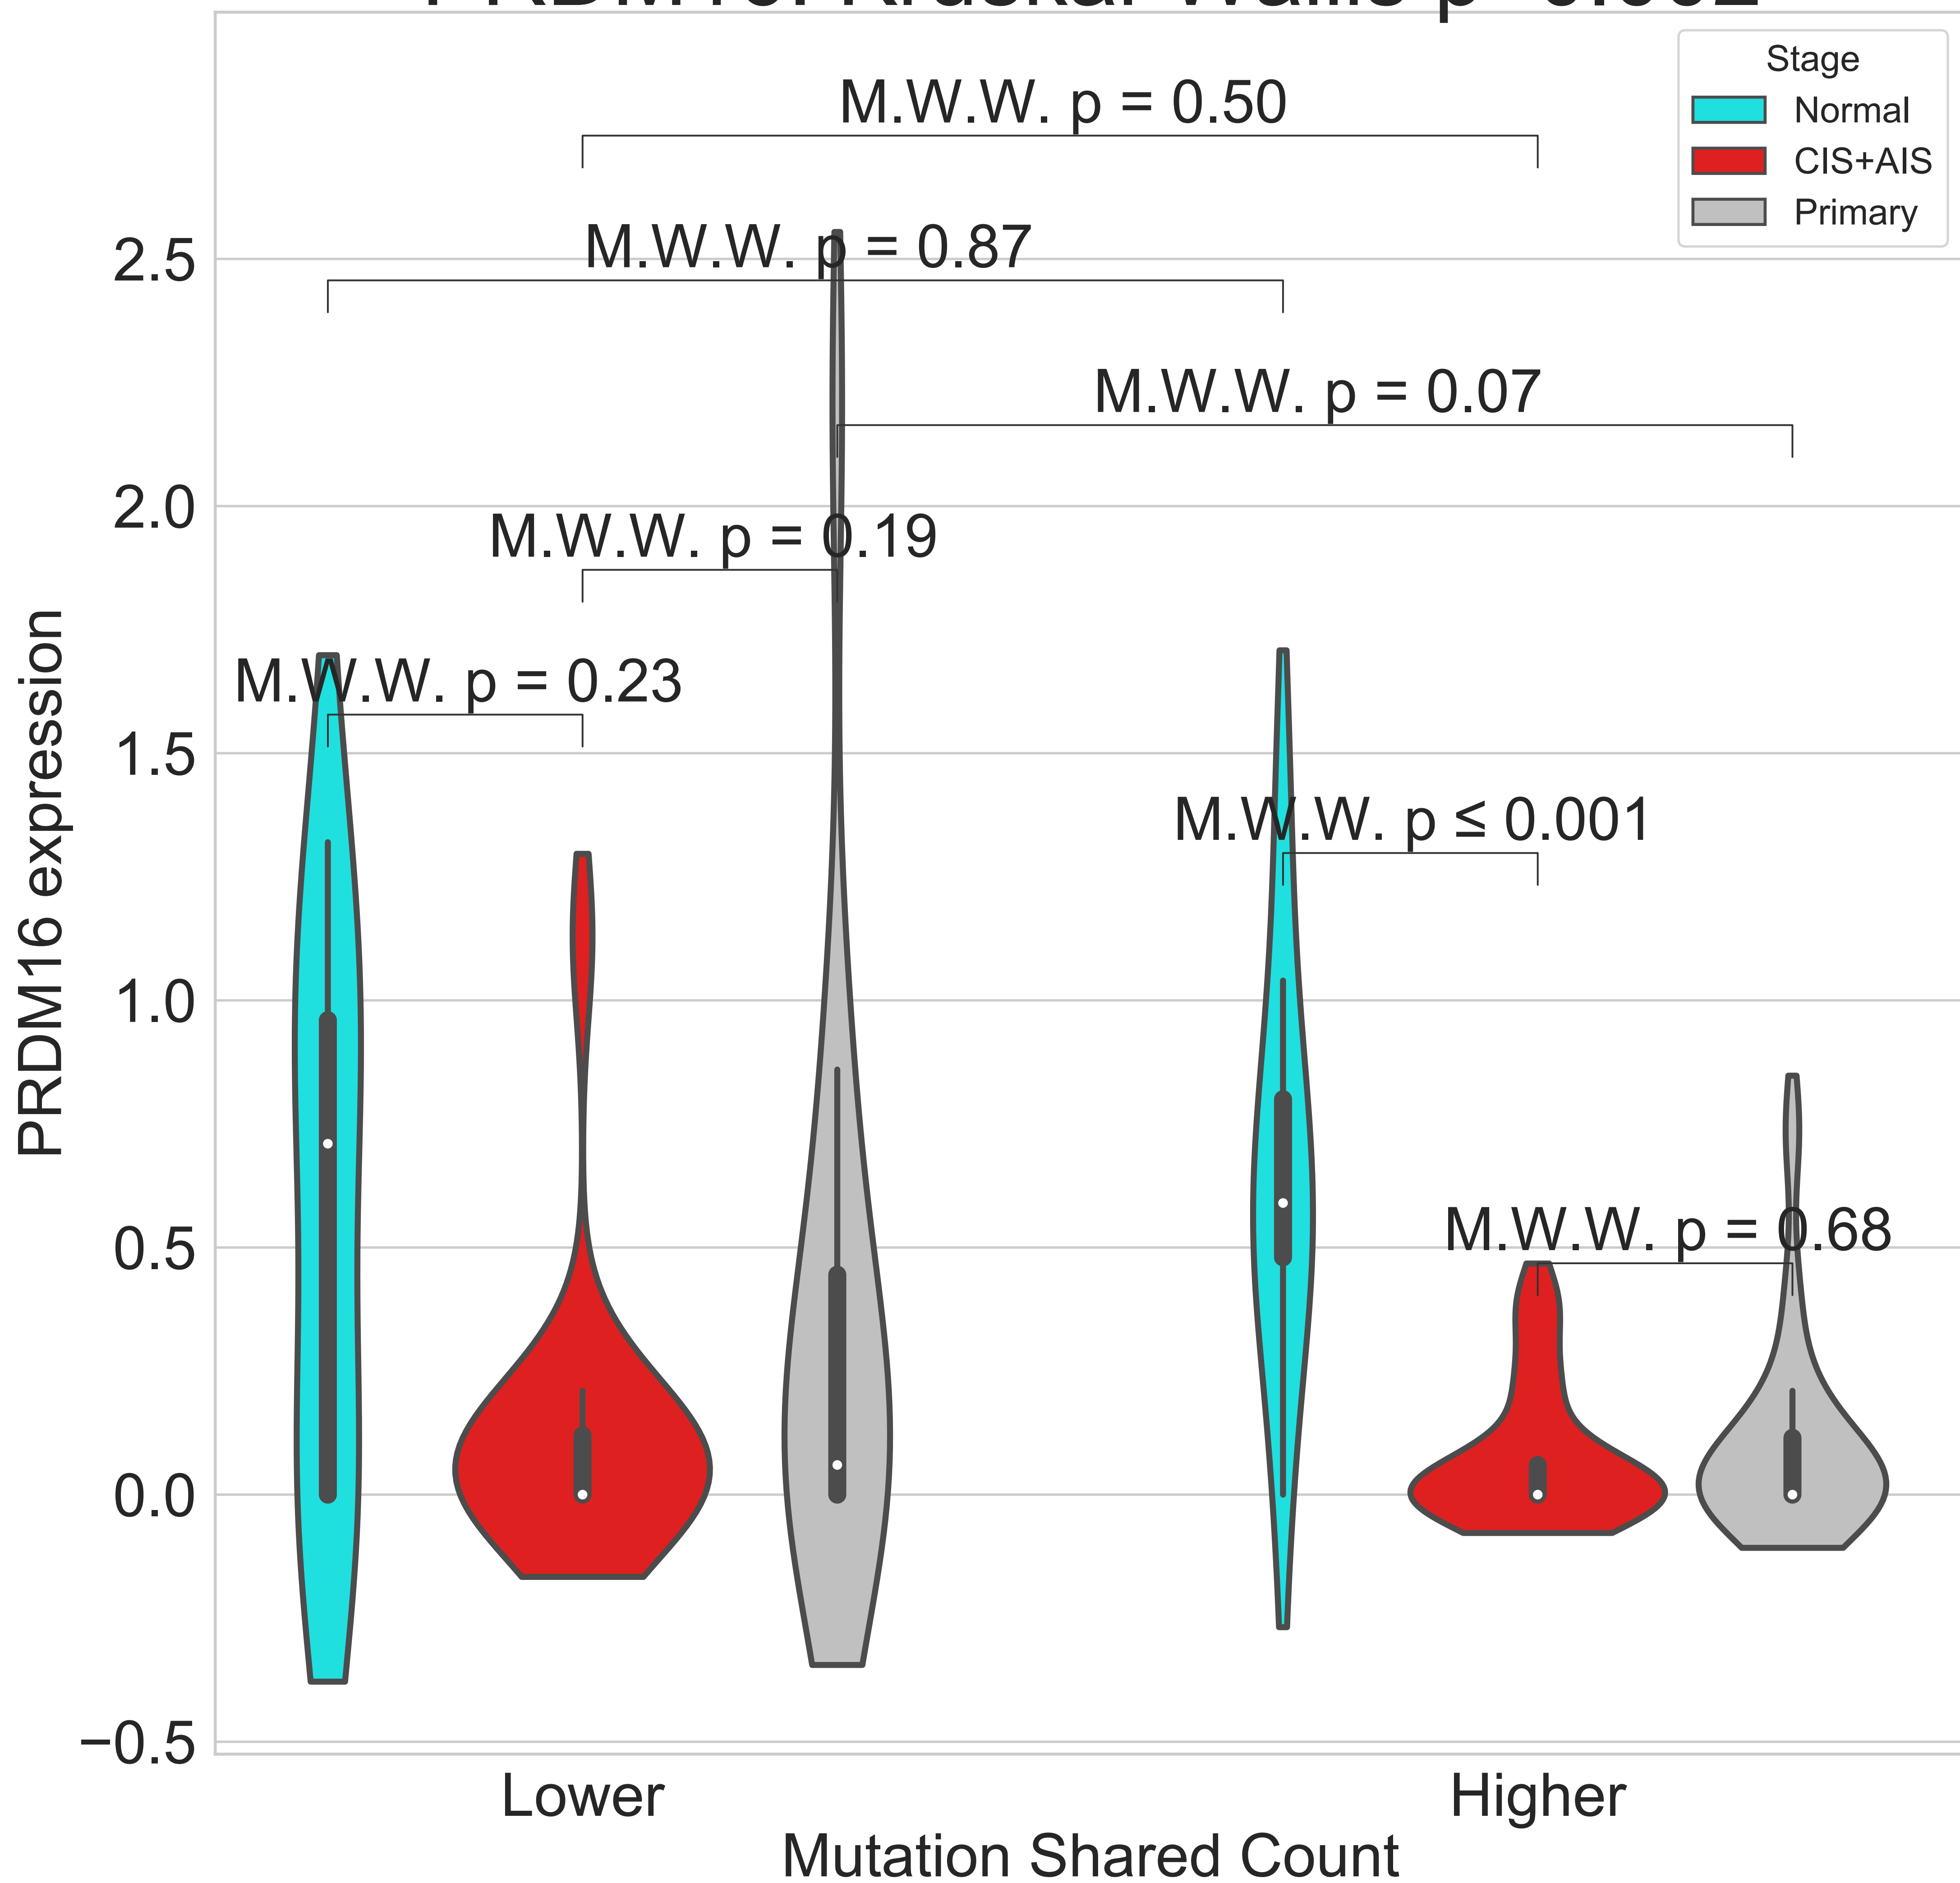 Stage
Normal
CIS+AIS
Primary
M.W.W. p = 0.50
M.W.W. p = 0.87
M.W.W. p = 0.07
M.W.W. p = 0.19
M.W.W. p = 0.23
M.W.W. p ≤ 0.001
M.W.W. p = 0.68
2.5
2.0
1.5
1.0
0.5
0.0
−0.5
PRDM16 expression
Lower
Higher
Mutation Shared Count